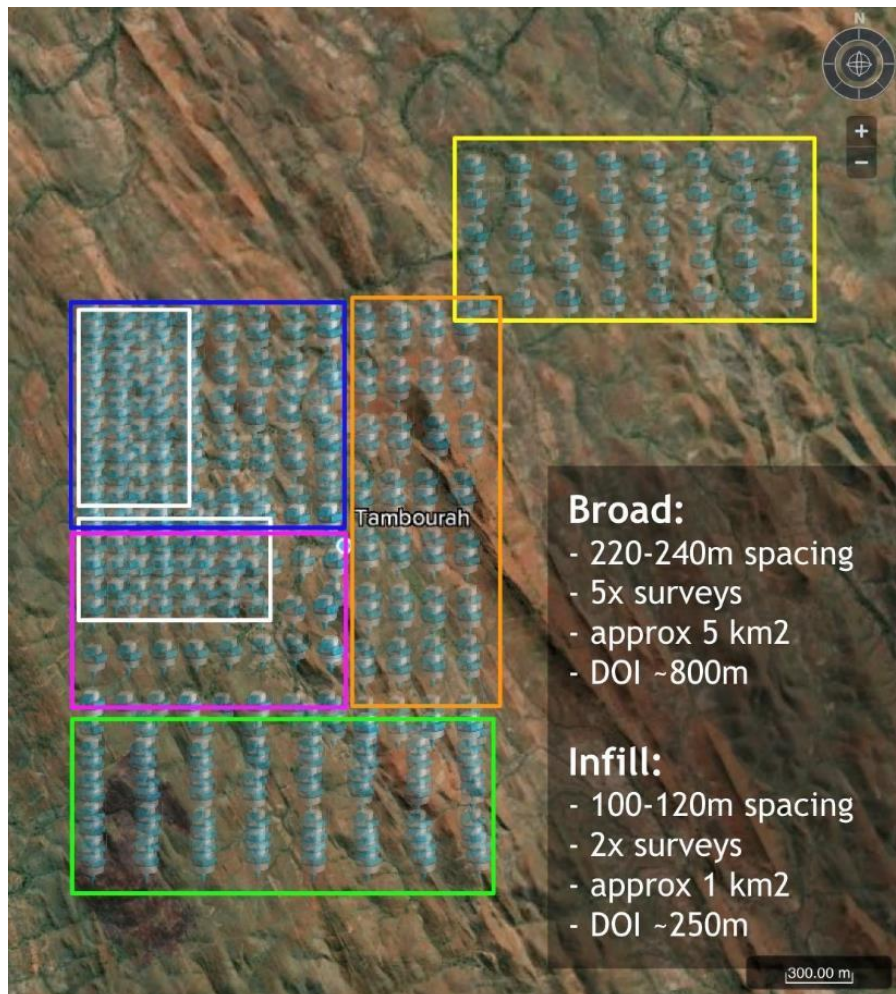 N
+
−
Tambourah
Broad:
- 220-240m spacing
- 5x surveys
- approx 5 km2
- DOI ~800m
Infill:
- 100-120m spacing
- 2x surveys
- approx 1 km2
- DOI ~250m
300.00 m